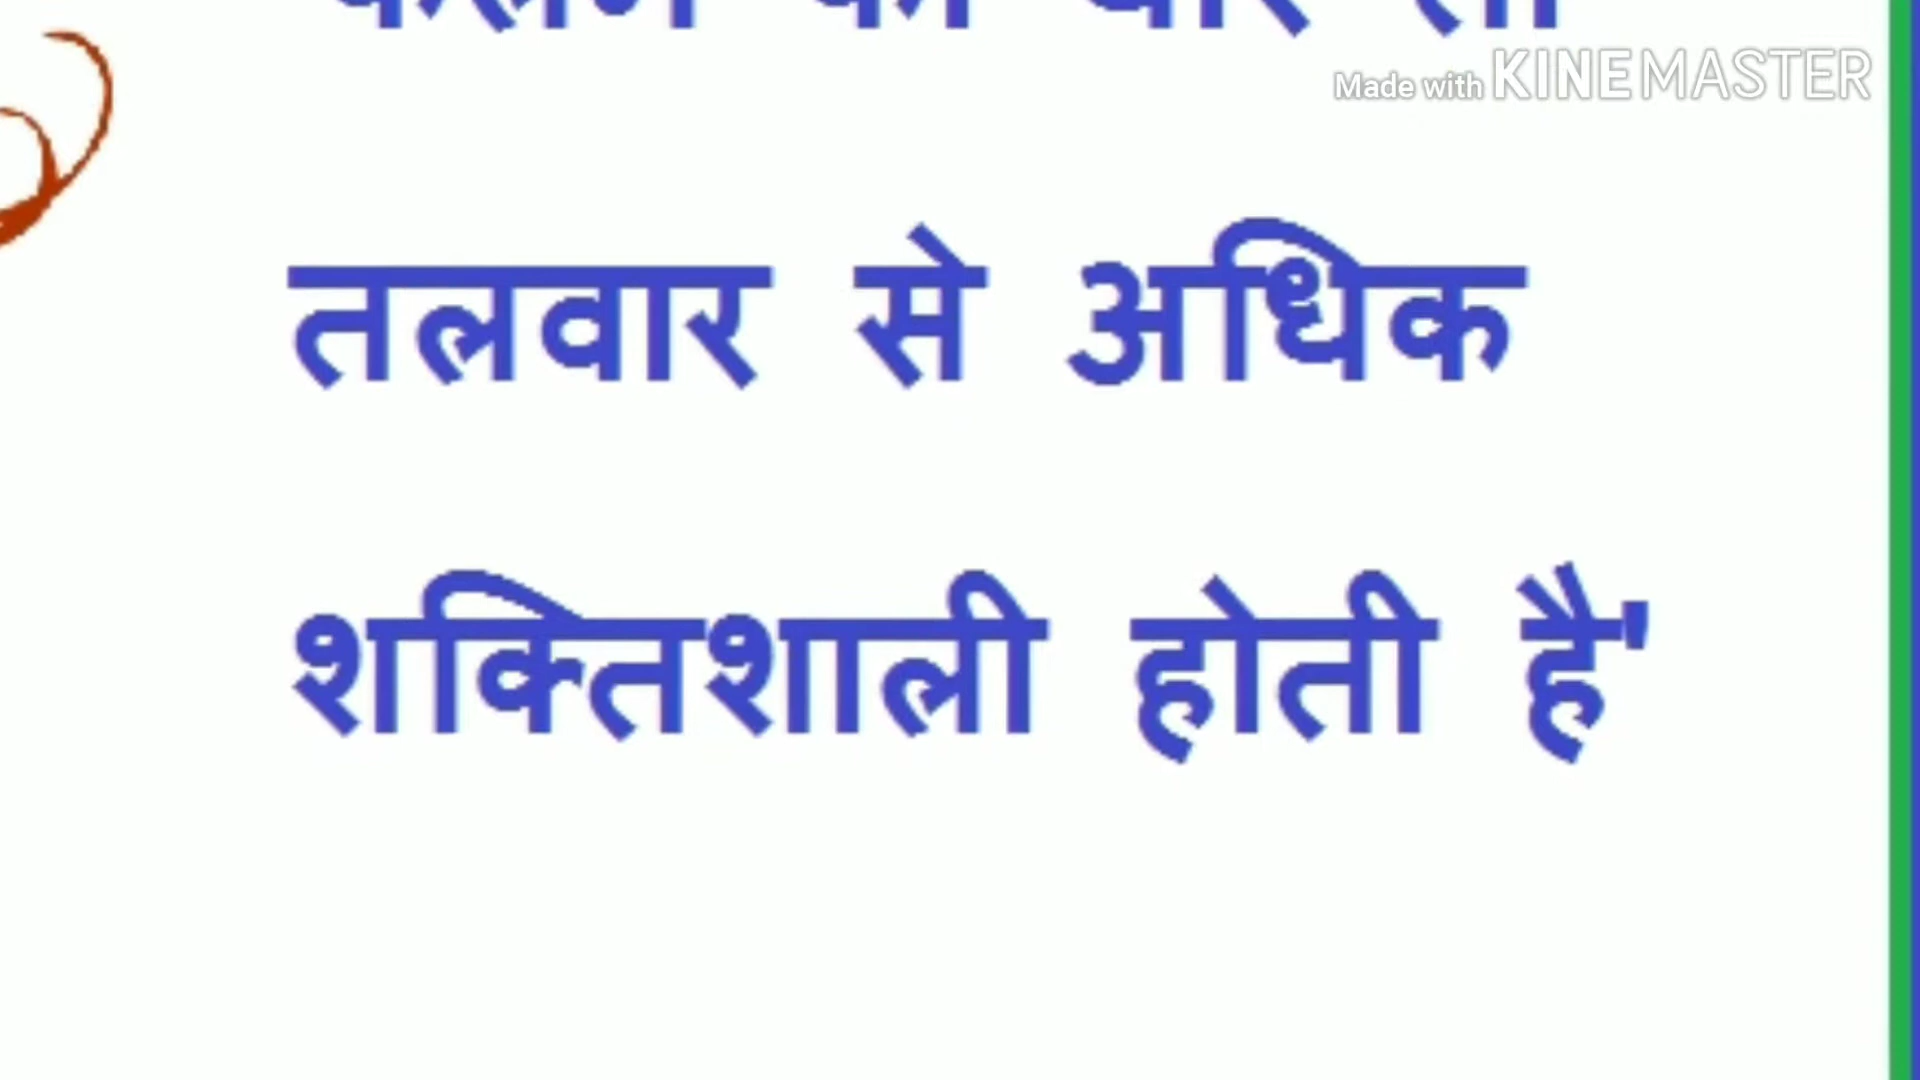 Made with KINEMASTER
तलवार से अधिक
शक्तिशाली होती है'